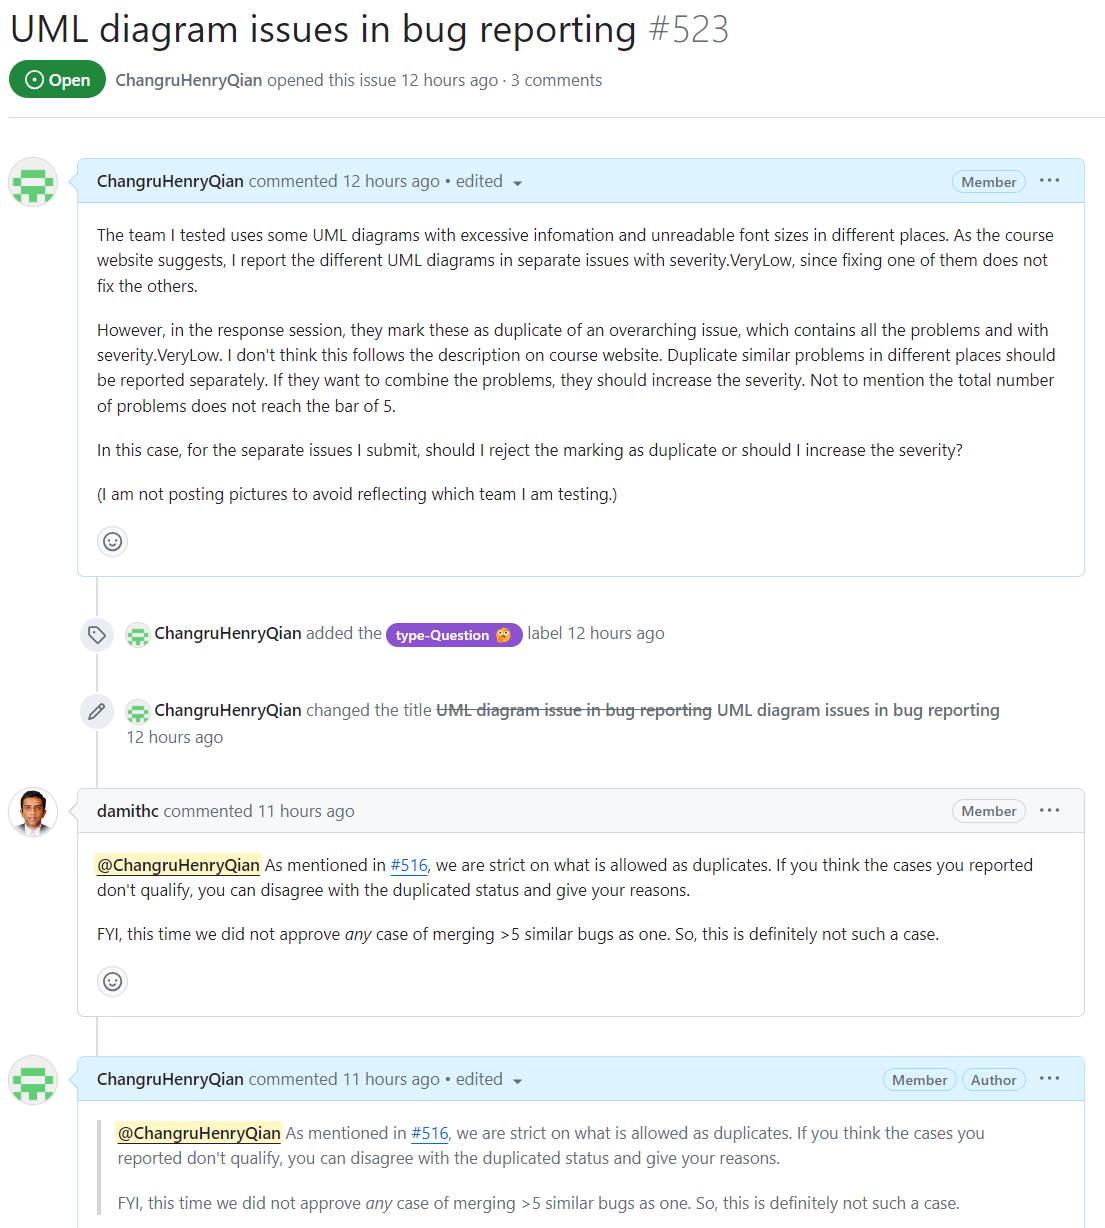 UML diagram issues in bug reporting #523
Open ChangruHenryQian opened this issue 12 hours ago · 3 comments
ChangruHenryQian commented 12 hours ago • edited Member
The team I tested uses some UML diagrams with excessive infomation and unreadable font sizes in different places. As the course
website suggests, I report the different UML diagrams in separate issues with severity.VeryLow, since fixing one of them does not
fix the others.
However, in the response session, they mark these as duplicate of an overarching issue, which contains all the problems and with
severity.VeryLow. I don't think this follows the description on course website. Duplicate similar problems in different places should
be reported separately. If they want to combine the problems, they should increase the severity. Not to mention the total number
of problems does not reach the bar of 5.
In this case, for the separate issues I submit, should I reject the marking as duplicate or should I increase the severity?
(I am not posting pictures to avoid reflecting which team I am testing.)
ChangruHenryQian added the type-Question 🤔 label 12 hours ago
ChangruHenryQian changed the title UML diagram issue in bug reporting UML diagram issues in bug reporting
12 hours ago
damithc commented 11 hours ago Member
@ChangruHenryQian As mentioned in #516, we are strict on what is allowed as duplicates. If you think the cases you reported
don't qualify, you can disagree with the duplicated status and give your reasons.
FYI, this time we did not approve any case of merging >5 similar bugs as one. So, this is definitely not such a case.
ChangruHenryQian commented 11 hours ago • edited Member Author
@ChangruHenryQian As mentioned in #516, we are strict on what is allowed as duplicates. If you think the cases you
reported don't qualify, you can disagree with the duplicated status and give your reasons.
FYI, this time we did not approve any case of merging >5 similar bugs as one. So, this is definitely not such a case.